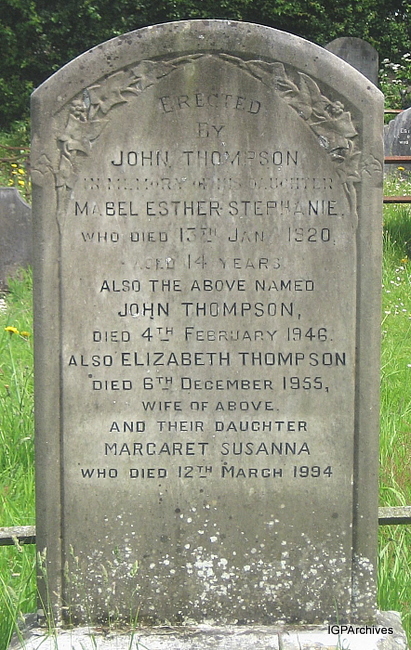 ERECTED
BY
JOHN THOMPSON
IN MEMORY OF HIS DAUGHTER
MABEL ESTHER STEPHANIE.
WHO DIED 13TH JAN. 1920,
AGED 14 YEARS.
ALSO THE ABOVE NAMED
JOHN THOMPSON,
DIED 4TH FEBRUARY 1946.
ALSO ELIZABETH THOMPSON
DIED 6TH DECEMBER 1955,
WIFE OF ABOVE.
AND THEIR DAUGHTER
MARGARET SUSANNA
WHO DIED 12TH MARCH 1994
IGPArchives